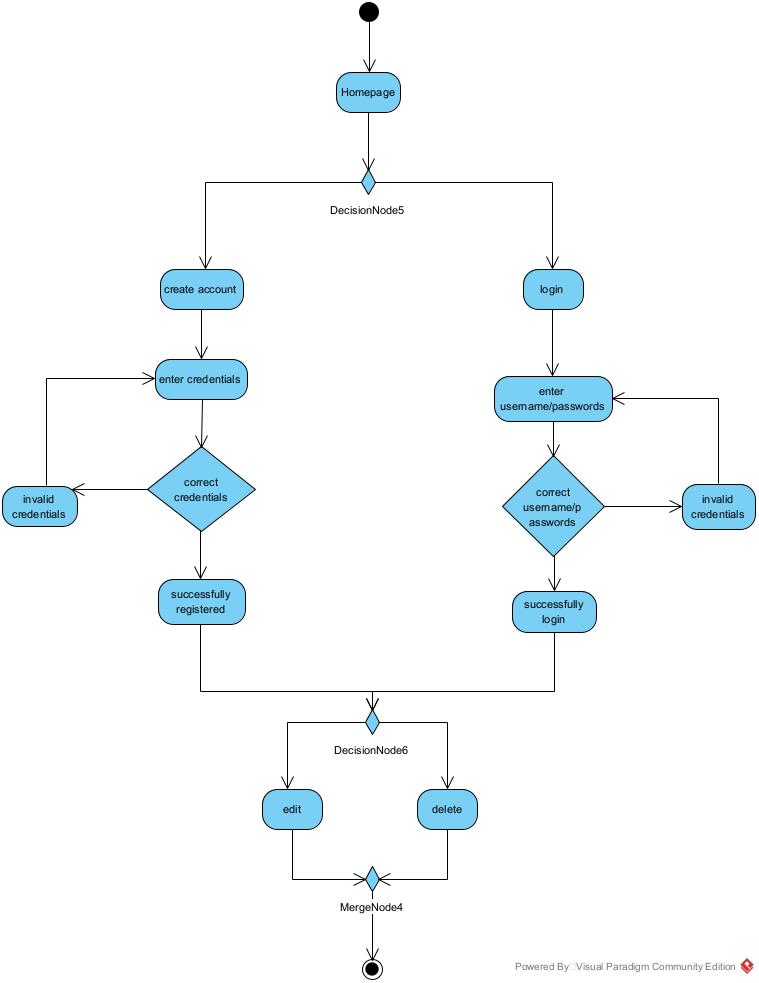 Homepage
DecisionNode5
create account
login
enter credentials
enter
username/passwords
correct
credentials
invalid
credentials
correct
username/p
asswords
invalid
credentials
successfully
registered
successfully
login
DecisionNode6
edit
delete
MergeNode4
Powered By Visual Paradigm Community Edition